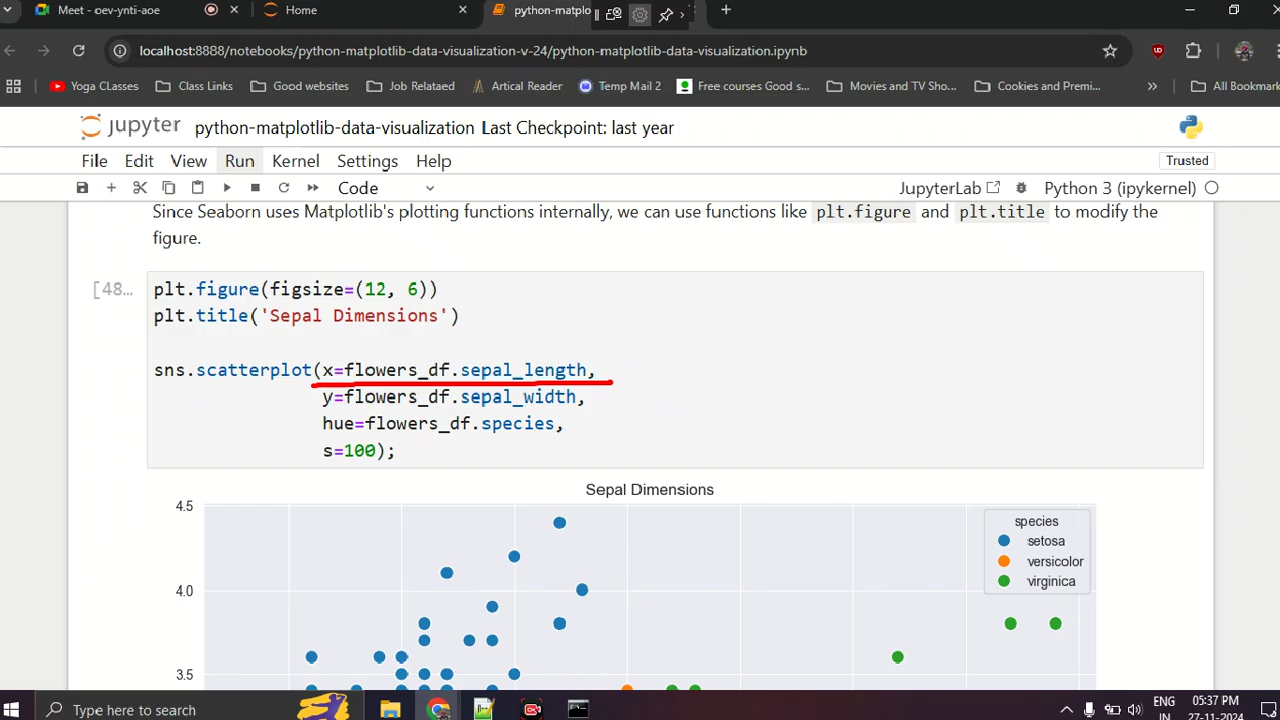 Meet - oev-ynti-aoe
Home
python-matplo
localhost:8888/notebooks/python-matplotlib-data-visualization-v-24/python-matplotlib-data-visualization.ipynb
Yoga CLasses
Class Links
Good websites
Job Relataed
Artical Reader
Temp Mail 2
Free courses Good s...
Movies and TV Sho...
Cookies and Premi...
»
All Bookmark
jupyter
python-matplotlib-data-visualization Last Checkpoint: last year
File Edit View Run Kernel Settings Help
Trusted
Code
JupyterLab
Python 3 (ipykernel)
Since Seaborn uses Matplotlib's plotting functions internally, we can use functions like plt.figure and plt.title to modify the
figure.
[48...
plt.figure(figsize=(12, 6))
plt.title('Sepal Dimensions')
sns.scatterplot(x=flowers_df.sepal_length,
y=flowers_df.sepal_width,
hue=flowers_df.species,
s=100);
Sepal Dimensions
4.5
4.0
3.5
species
setosa
versicolor
virginica
Type here to search
ENG
IN
05:37 PM
27-11-2024